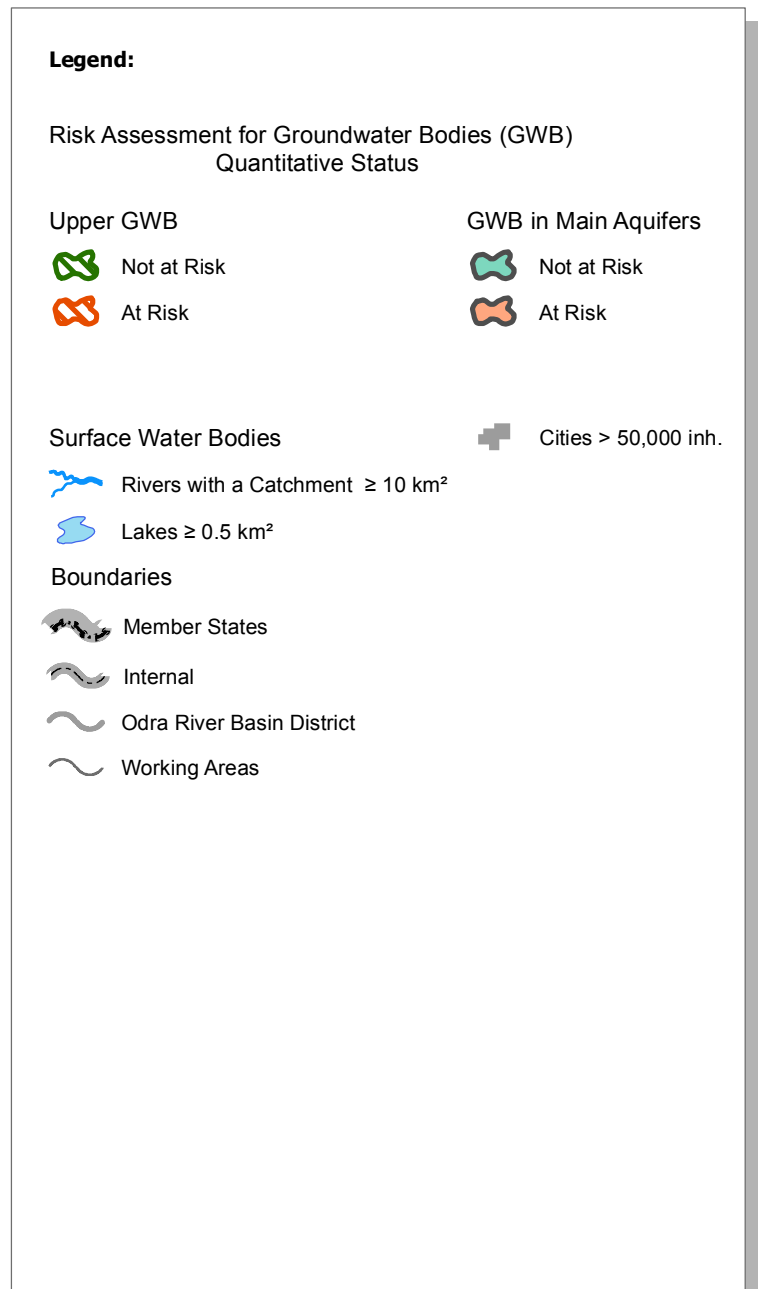 Legend:
Risk Assessment for Groundwater Bodies (GWB)
Quantitative Status
Upper GWB
Not at Risk
At Risk
GWB in Main Aquifers
Not at Risk
At Risk
Surface Water Bodies
Rivers with a Catchment ≥ 10 km²
Lakes ≥ 0.5 km²
Cities > 50,000 inh.
Boundaries
Member States
Internal
Odra River Basin District
Working Areas